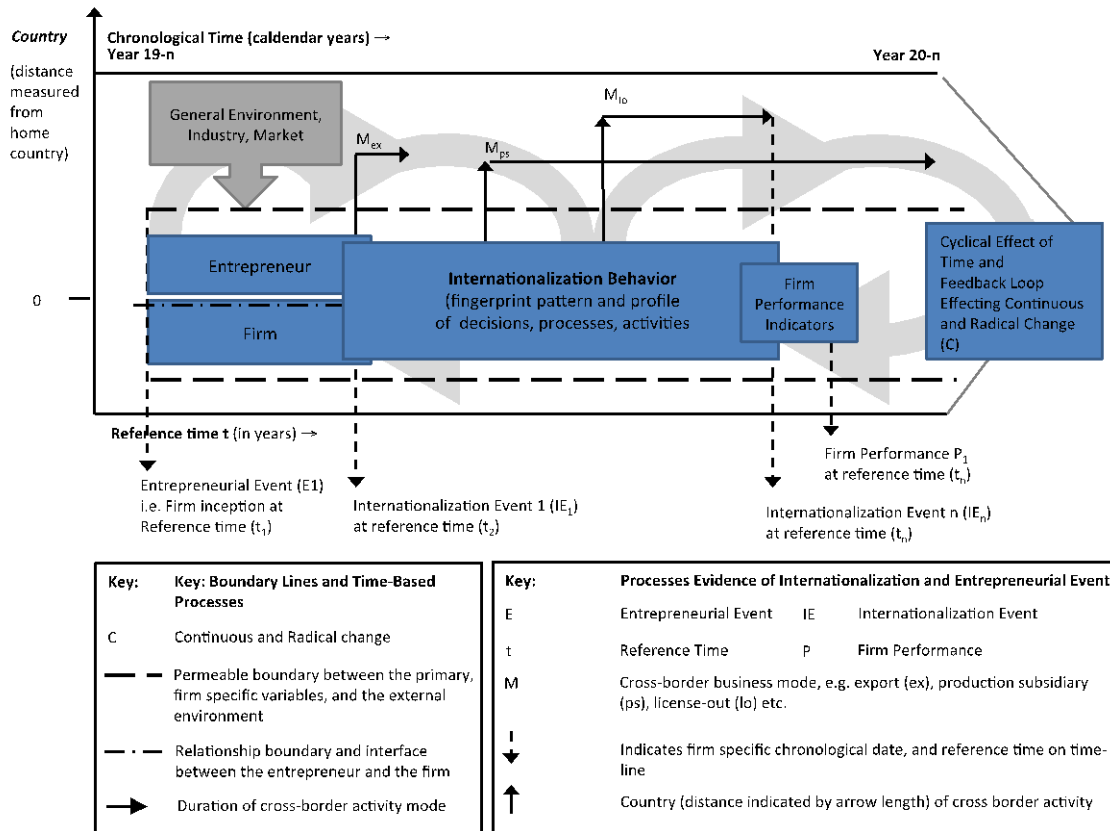 Country
(distance
measured
from
home
country)
Chronological Time (caldendar years) →
Year 19-n
Year 20-n
General Environment,
Industry, Market
M_ex
M_ps
M_lo
0
Entrepreneur
Firm
Internationalization Behavior
(fingerprint pattern and profile
of decisions, processes, activities
Firm
Performance
Indicators
Cyclical Effect of
Time and
Feedback Loop
Effecting Continuous
and Radical Change
(C)
Reference time t (in years) →
Entrepreneurial Event (E1)
i.e. Firm inception at
Reference time (t₁)
Internationalization Event 1 (IE₁)
at reference time (t₂)
Firm Performance P₁
at reference time (tₙ)
Internationalization Event n (IEₙ)
at reference time (tₙ)
Key: Key: Boundary Lines and Time-Based
Processes
C Continuous and Radical change
Permeable boundary between the primary,
firm specific variables, and the external
environment
Relationship boundary and interface
between the entrepreneur and the firm
Duration of cross-border activity mode
Key: Processes Evidence of Internationalization and Entrepreneurial Event
E Entrepreneurial Event IE Internationalization Event
t Reference Time P Firm Performance
M Cross-border business mode, e.g. export (ex), production subsidiary
(ps), license-out (lo) etc.
Indicates firm specific chronological date, and reference time on time-
line
Country (distance indicated by arrow length) of cross border activity